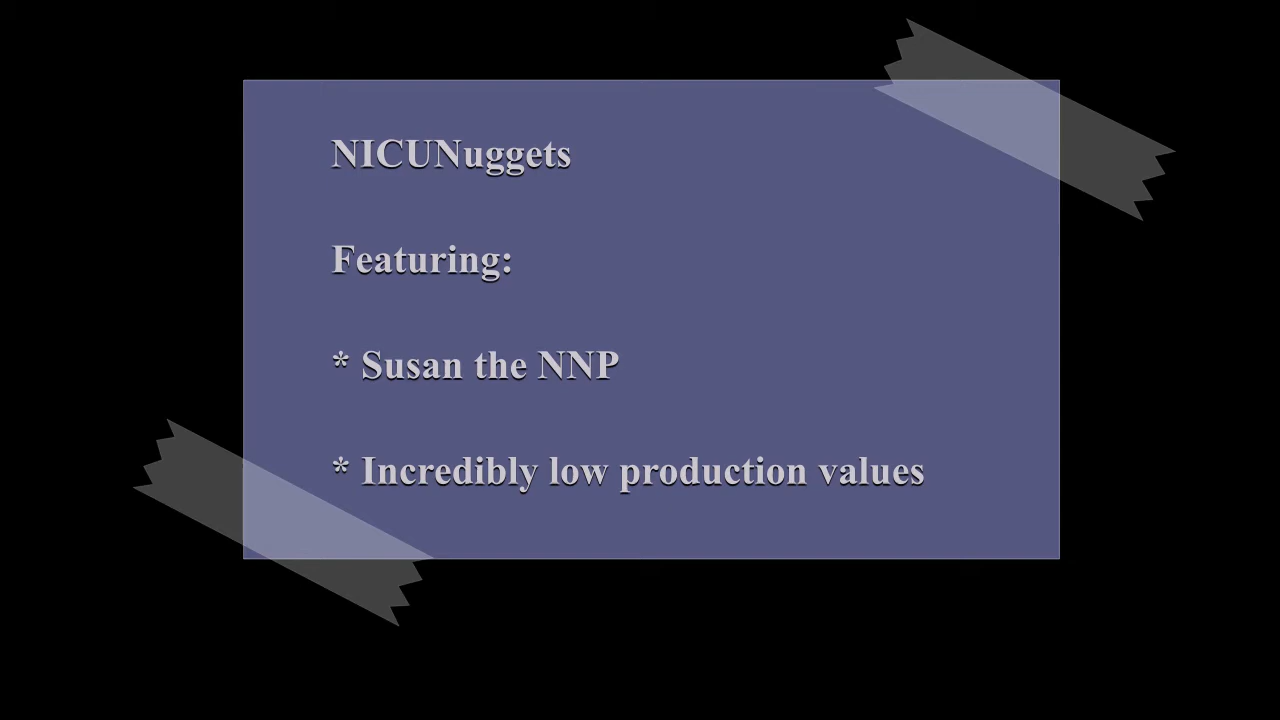 NICUNuggets
Featuring:
* Susan the NNP
* Incredibly low production values